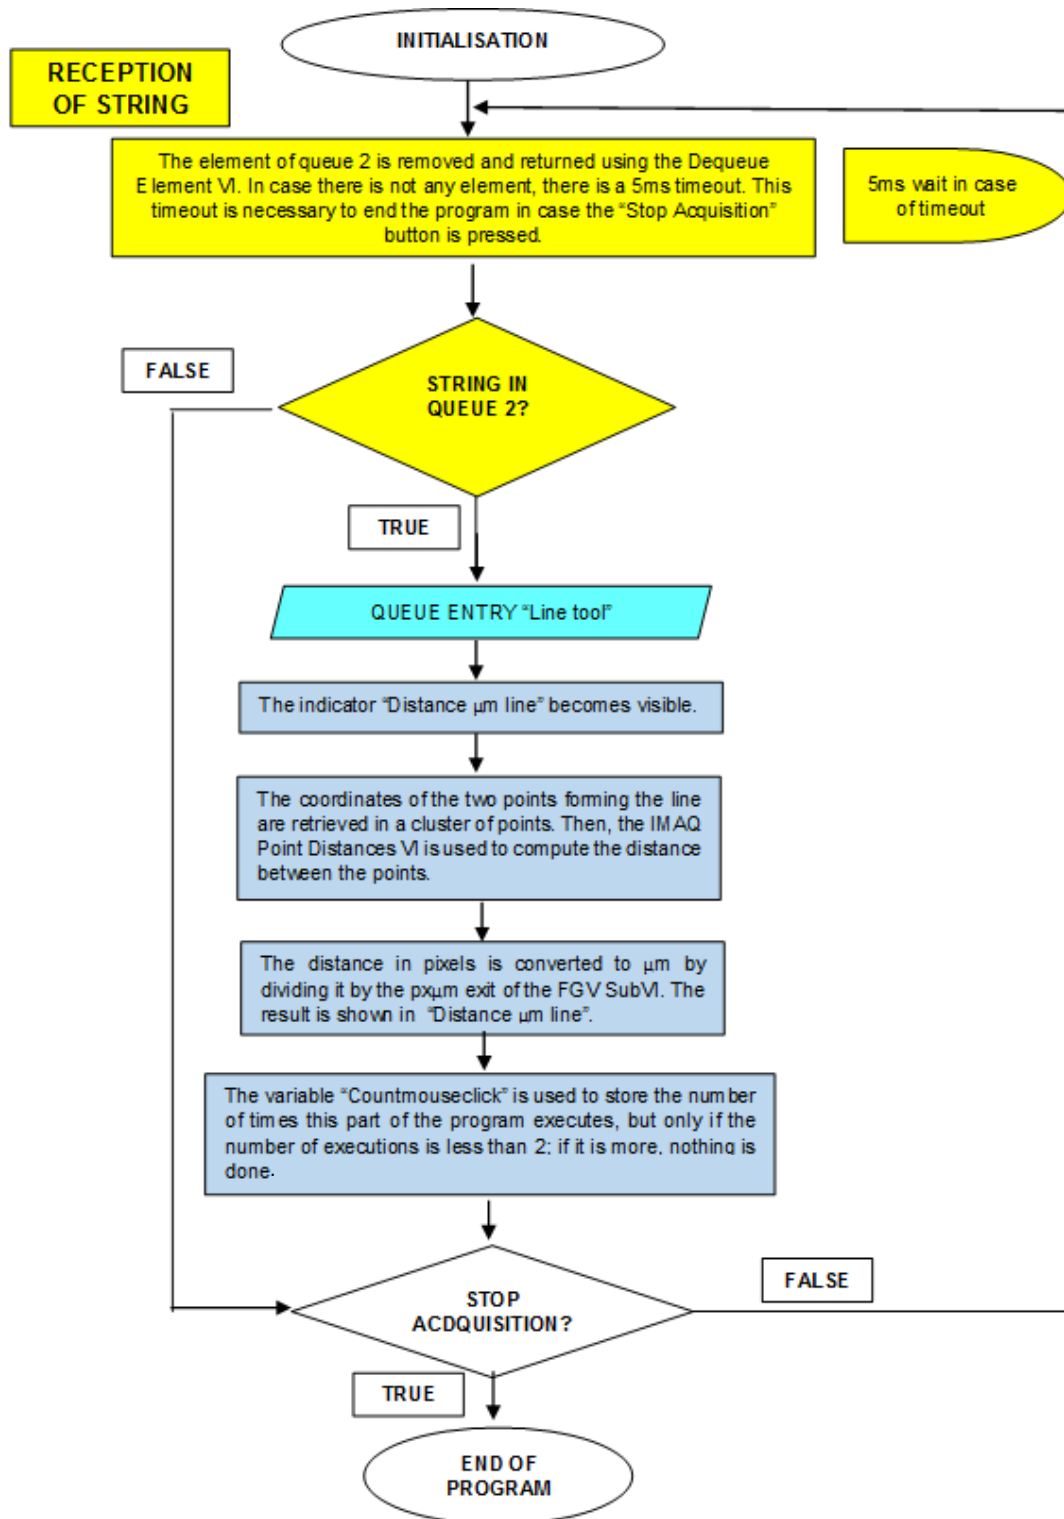 INITIALISATION
RECEPTION
OF STRING
The element of queue 2 is removed and returned using the Dequeue
Element VI. In case there is not any element, there is a 5ms timeout. This
timeout is necessary to end the program in case the “Stop Acquisition”
button is pressed.
5ms wait in case
of timeout
FALSE
STRING IN
QUEUE 2?
TRUE
QUEUE ENTRY “Line tool”
The indicator “Distance μm line” becomes visible.
The coordinates of the two points forming the line
are retrieved in a cluster of points. Then, the IMAQ
Point Distances VI is used to compute the distance
between the points.
The distance in pixels is converted to μm by
dividing it by the pxμm exit of the FGV SubVI. The
result is shown in “Distance μm line”.
The variable “Countmouseclick” is used to store the number
of times this part of the program executes, but only if the
number of executions is less than 2; if it is more, nothing is
done.
FALSE
STOP
ACDQUISITION?
TRUE
END OF
PROGRAM